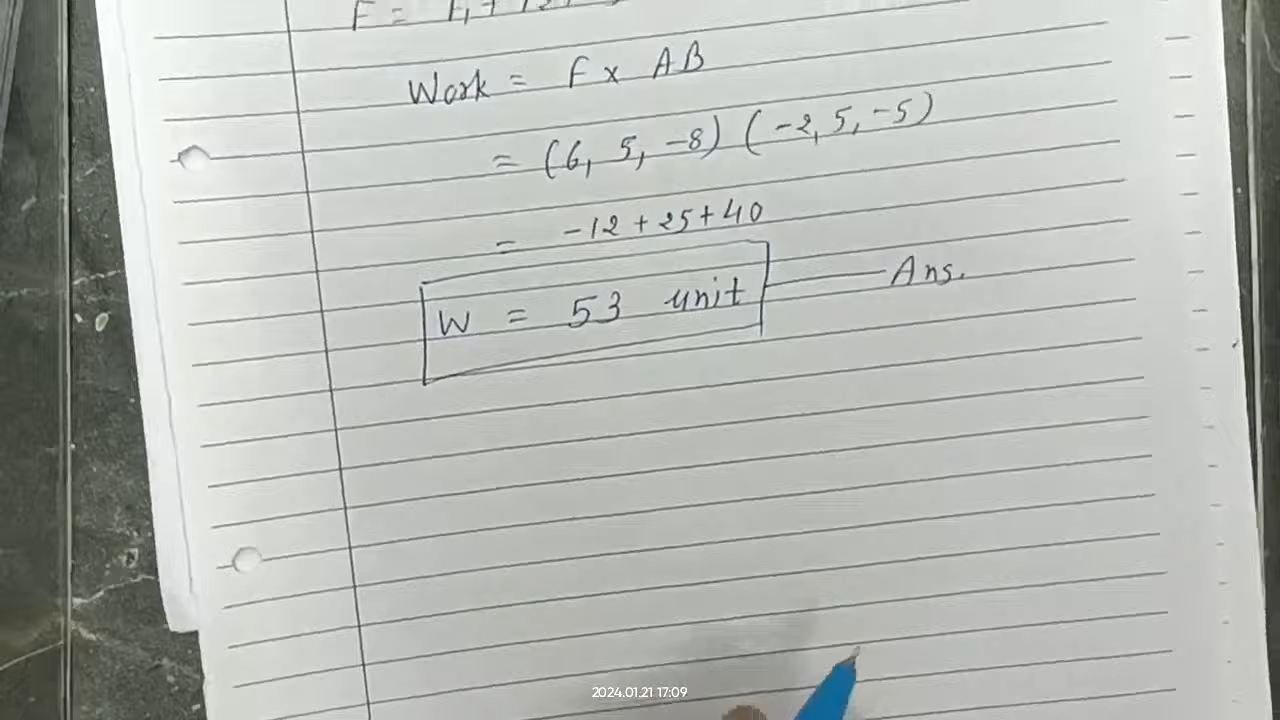 F =
Work = F × AB
= (6, 5, -8) (-2, 5, -5)
= -12 + 25 + 40
W = 53 unit — Ans.
2024.01.21 17:09